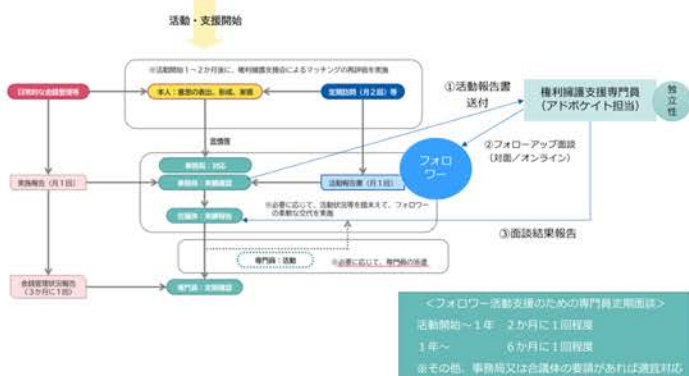 活動・支援開始
※活動開始1~2か月後に、権利擁護支援会によるマッチングの再評価を実施
日常的な金銭管理等
本人:意思の表出、形成、実現
定期訪問(月2回)等
①活動報告書
送付
権利擁護支援専門員
(アドボケイト担当)
独立性
②フォローアップ面談
(対面/オンライン)
フォロワー
事務局:対応
実施報告(月1回)
事務局:実績確認
活動報告書(月1回)
※必要に応じて、活動状況等を踏まえて、フォロワー
の柔軟な交代を実施
合議体:実績報告
③面談結果報告
専門員:活動
※必要に応じて、専門員の派遣
金銭管理状況報告
(3か月に1回)
専門員:定期確認
<フォロワー活動支援のための専門員定期面談>
活動開始~1年 2か月に1回程度
1年~ 6か月に1回程度
※その他、事務局又は合議体の要請があれば適宜対応